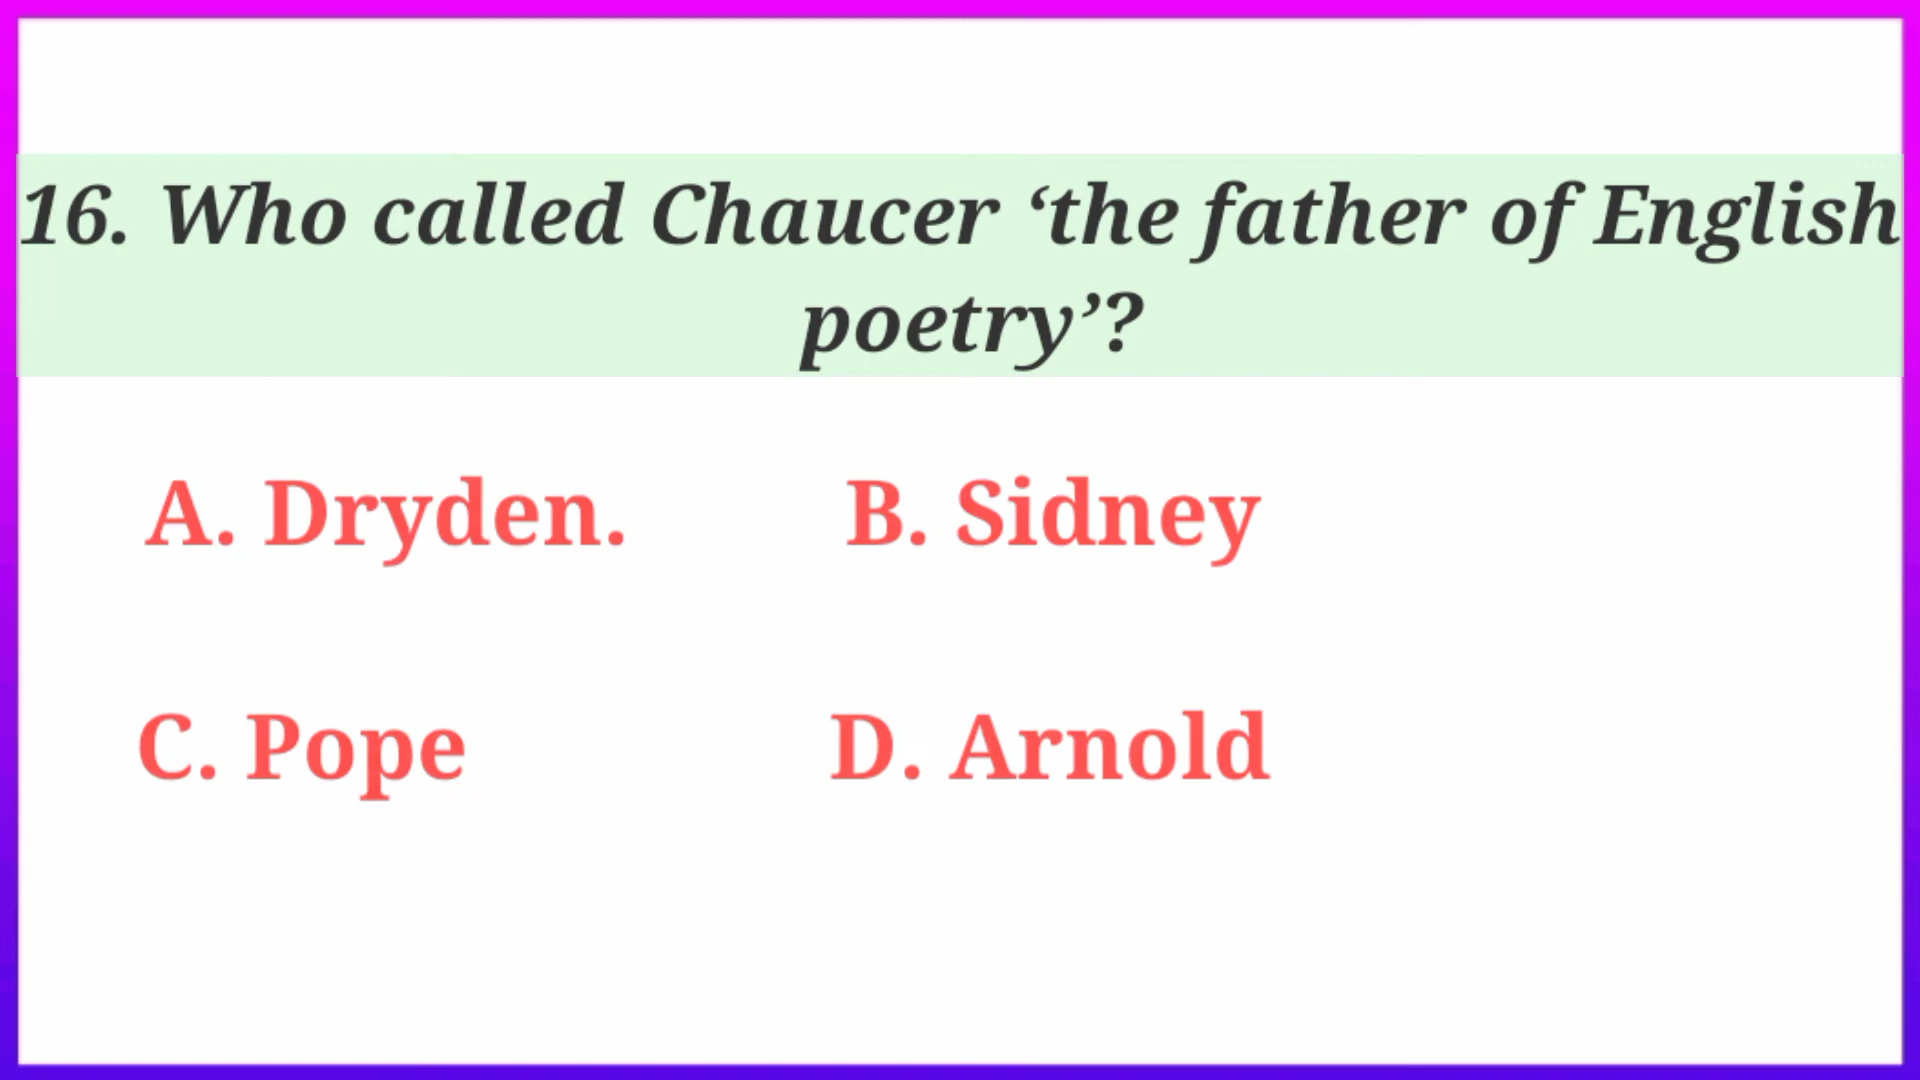 16. Who called Chaucer ‘the father of English
poetry’?
A. Dryden. B. Sidney
C. Pope D. Arnold